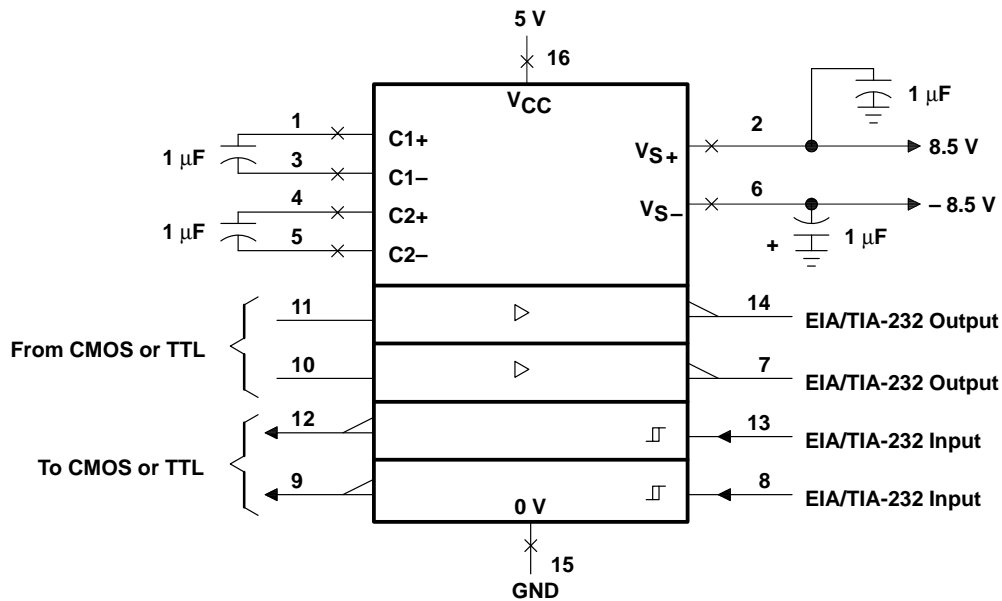 5 V
16
VCC
1
C1+
1 µF
3
C1–
4
C2+
1 µF
5
C2–
VS+
2
1 µF
8.5 V
VS–
6
– 8.5 V
+
1 µF
11
14
EIA/TIA-232 Output
From CMOS or TTL
10
7
EIA/TIA-232 Output
12
13
EIA/TIA-232 Input
To CMOS or TTL
9
8
EIA/TIA-232 Input
0 V
15
GND